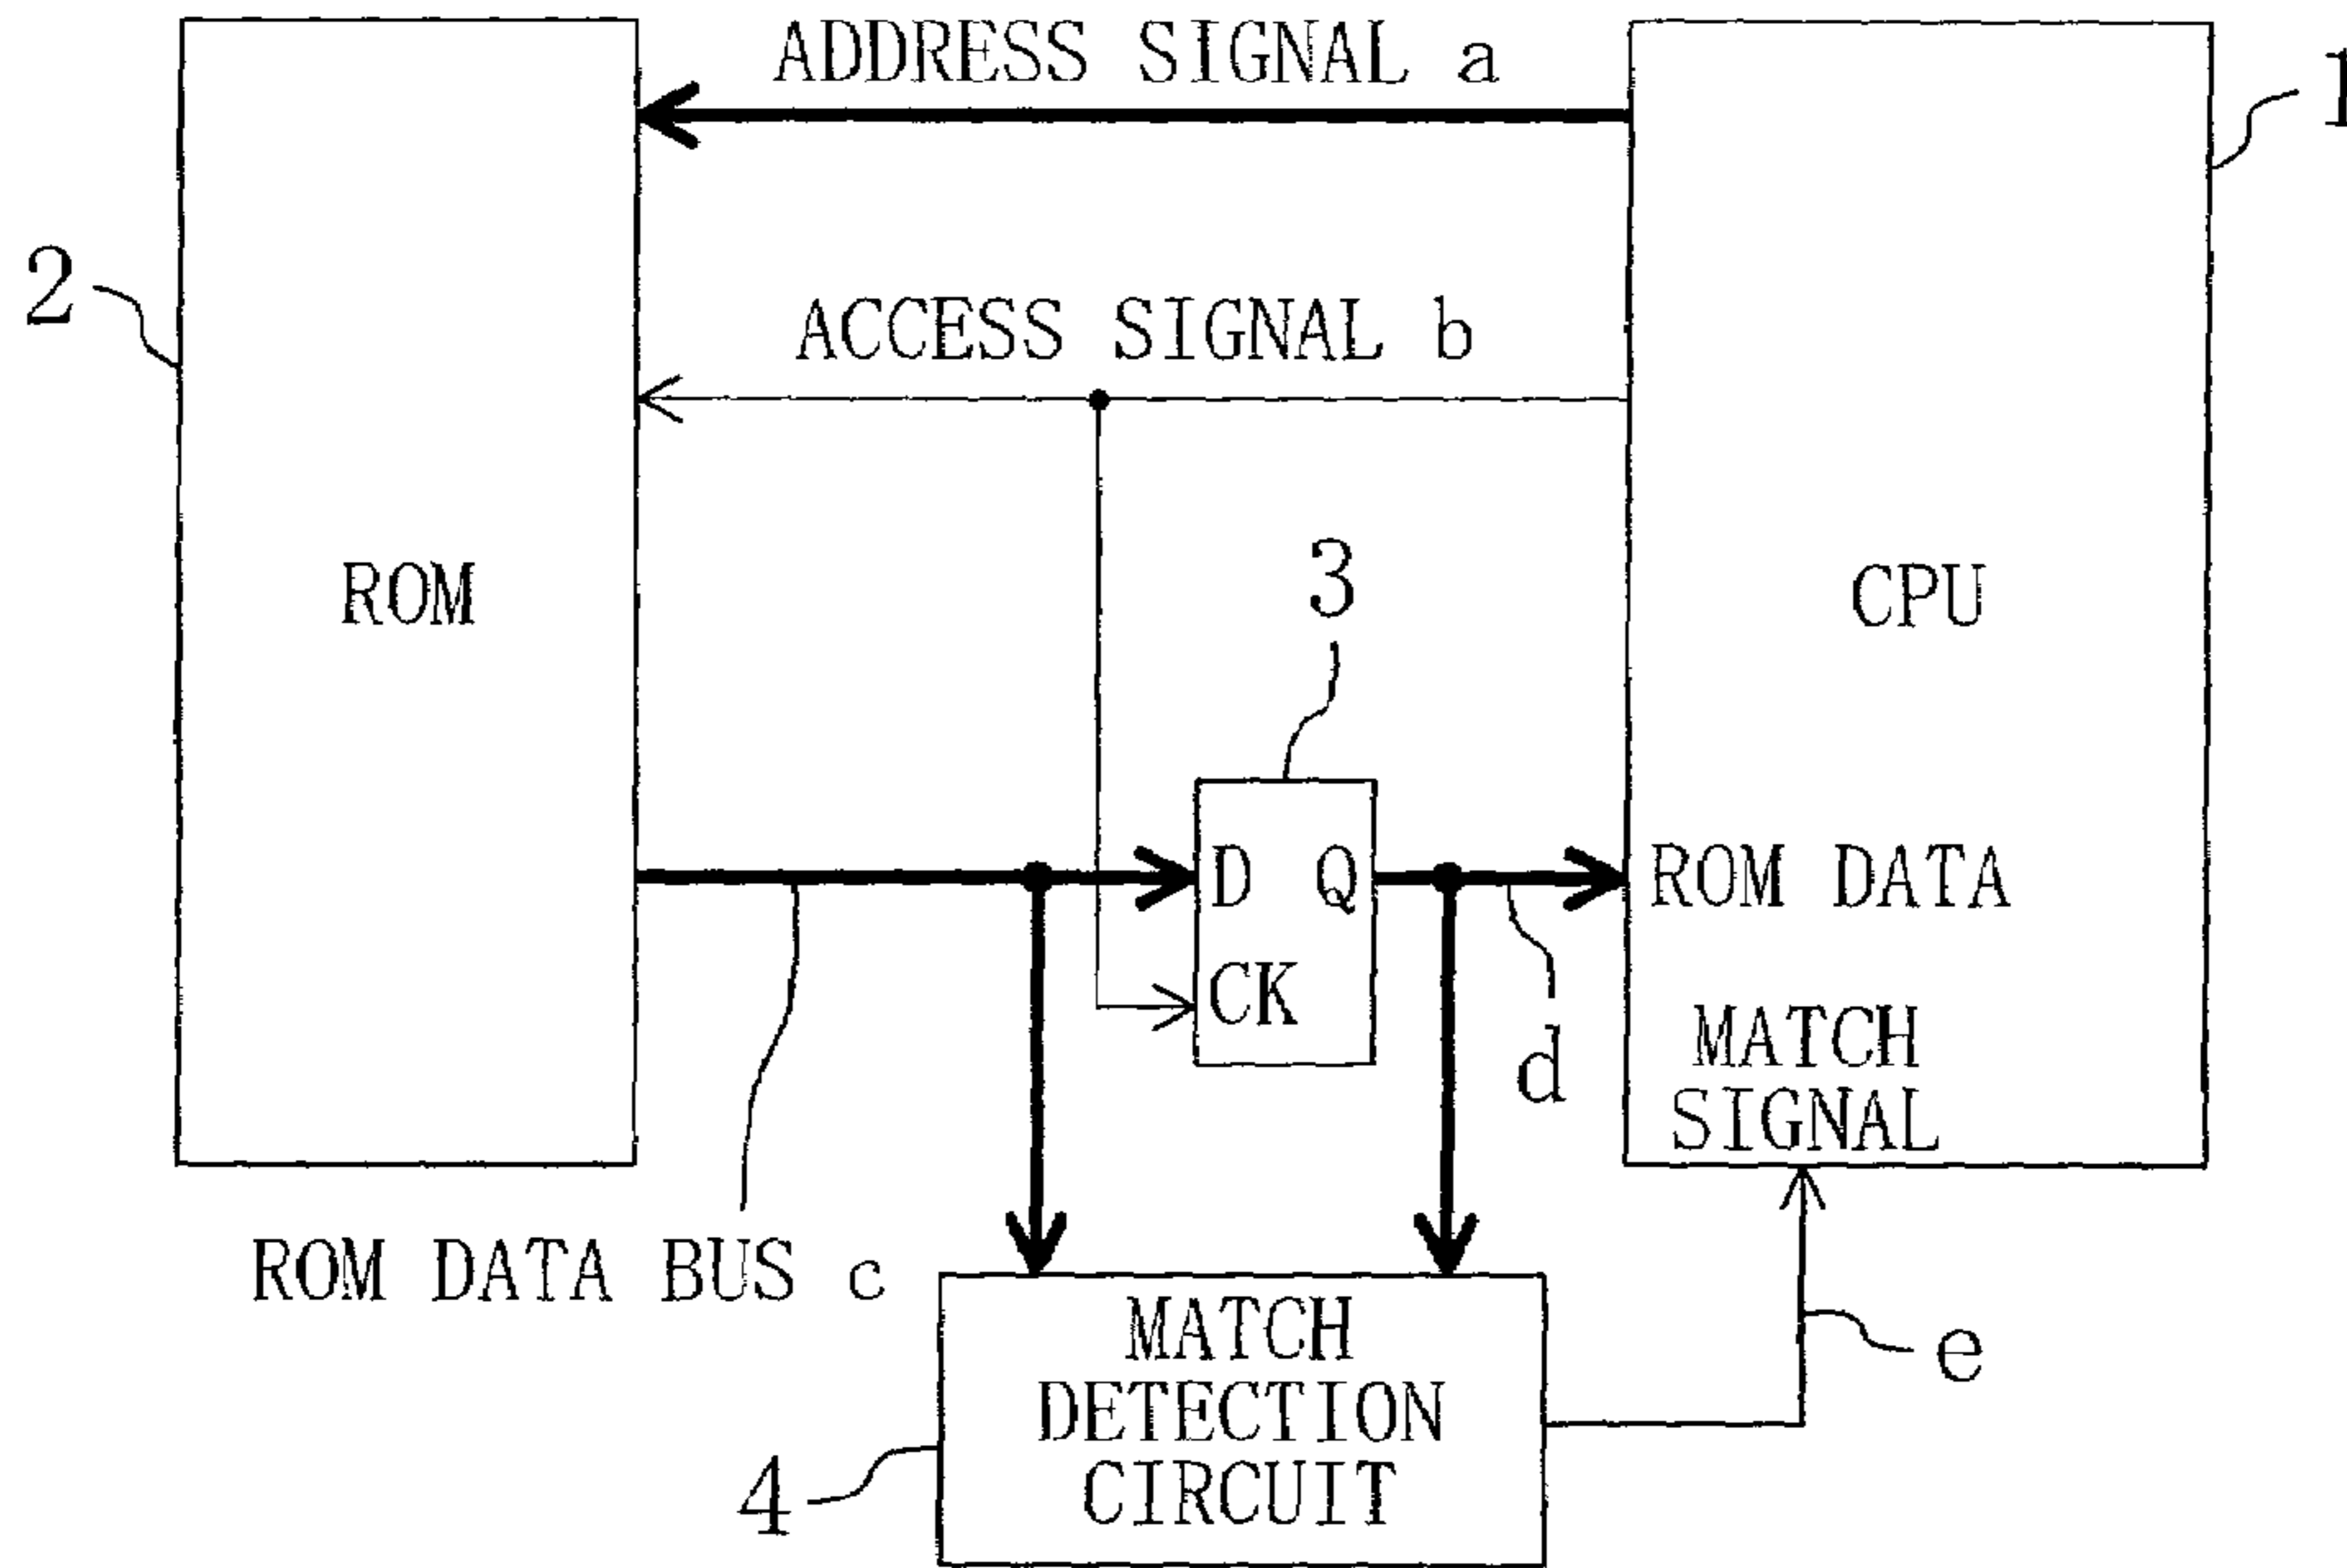 ADDRESS SIGNAL a
1
2
ACCESS SIGNAL b
ROM
3
CPU
D Q
ROM DATA
CK
MATCH
SIGNAL
d
ROM DATA BUS c
MATCH
DETECTION
CIRCUIT
e
4